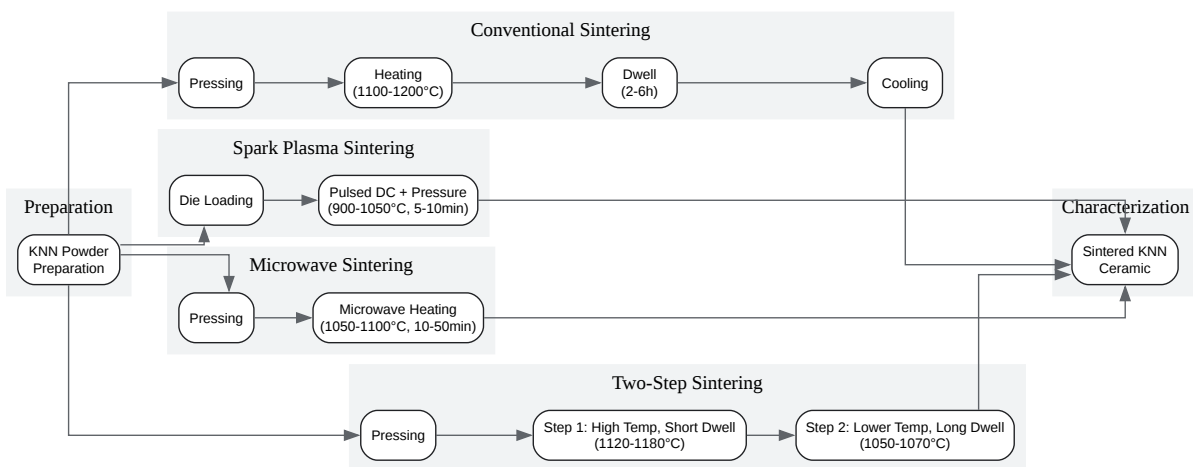 Conventional Sintering
Pressing
Heating
(1100-1200°C)
Dwell
(2-6h)
Cooling
Spark Plasma Sintering
Die Loading
Pulsed DC + Pressure
(900-1050°C, 5-10min)
Preparation
KNN Powder
Preparation
Characterization
Sintered KNN
Ceramic
Microwave Sintering
Pressing
Microwave Heating
(1050-1100°C, 10-50min)
Two-Step Sintering
Pressing
Step 1: High Temp, Short Dwell
(1120-1180°C)
Step 2: Lower Temp, Long Dwell
(1050-1070°C)